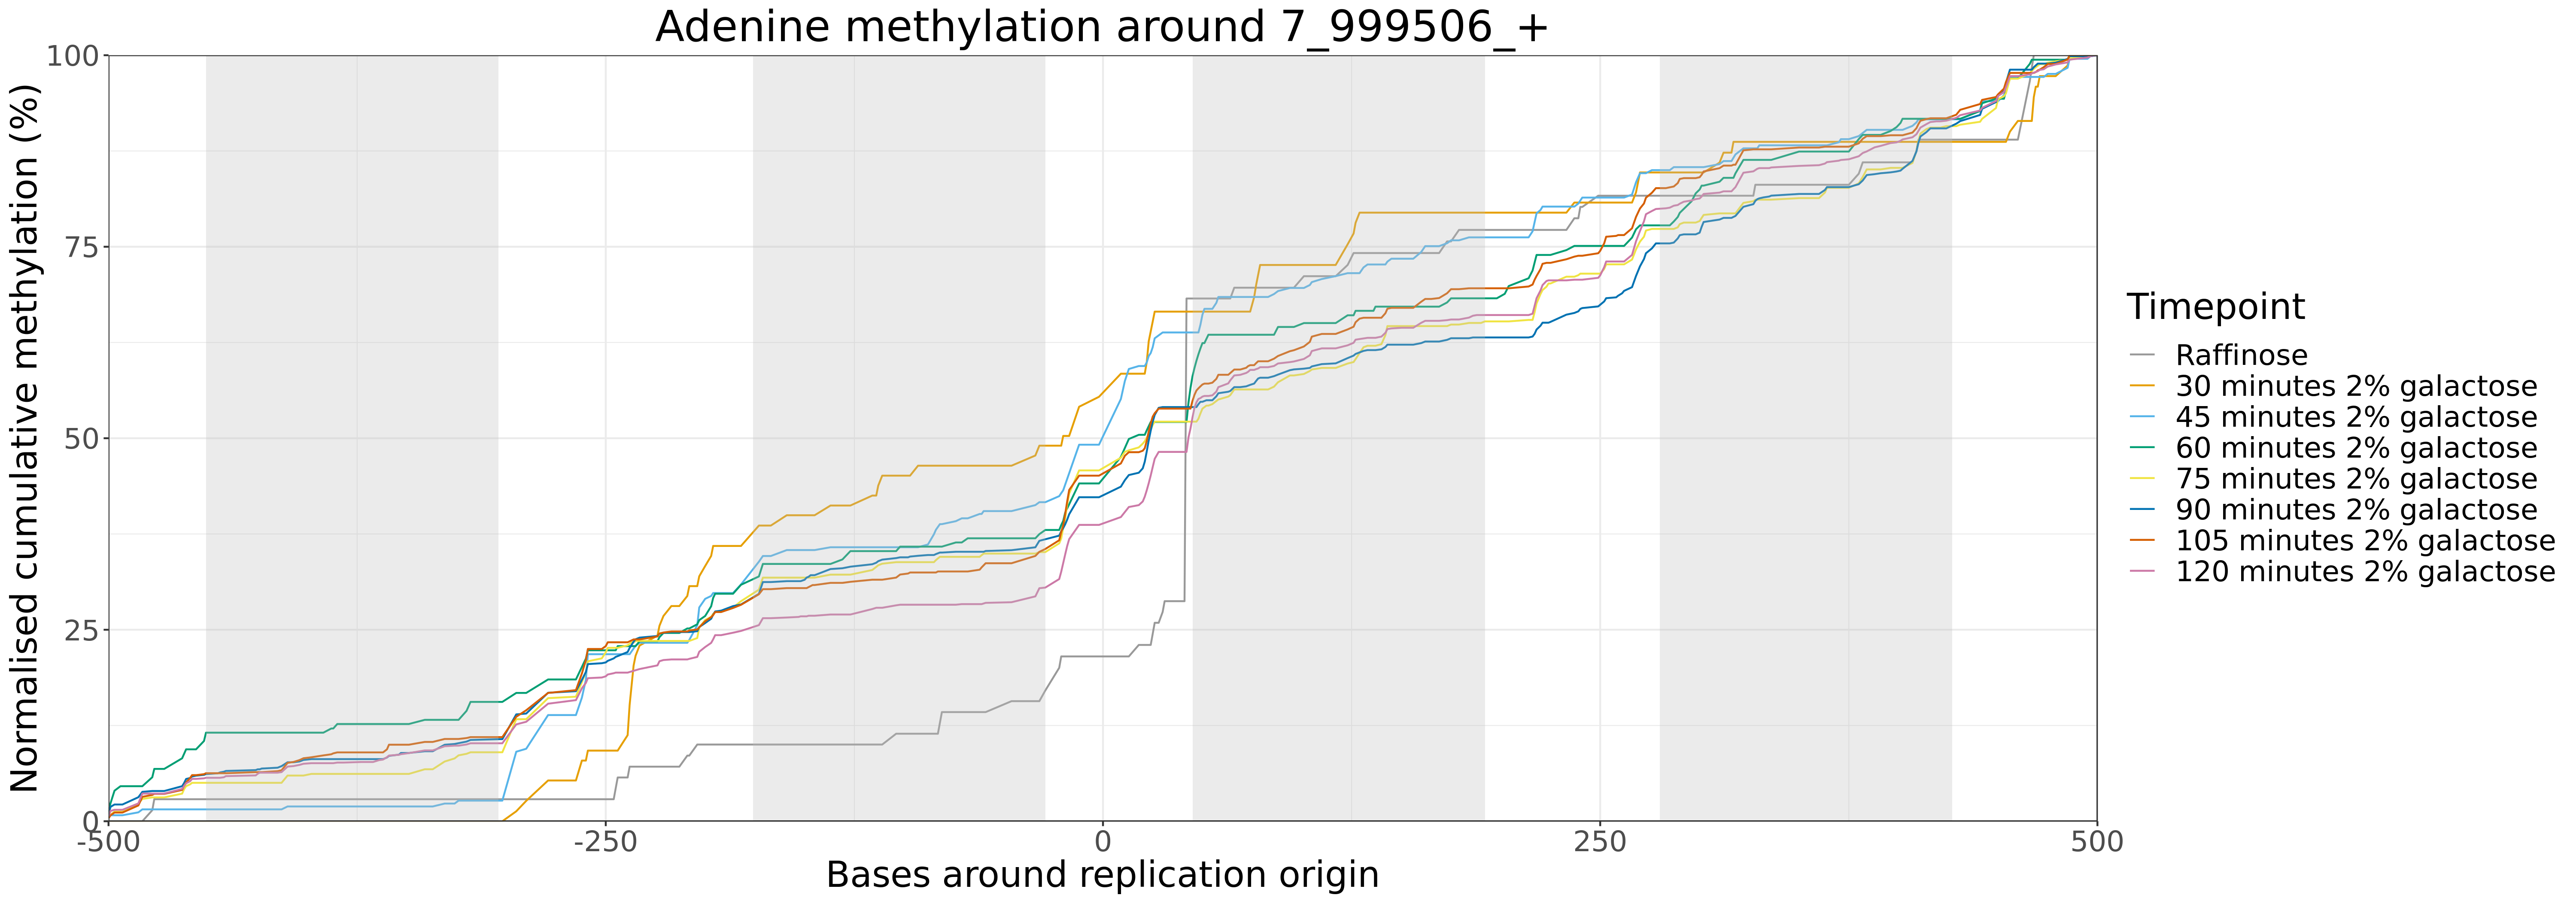 Adenine methylation around 7_999506_+
Normalised cumulative methylation (%)
100
75
50
25
0
-500
-250
0
250
500
Bases around replication origin
Timepoint
Raffinose
30 minutes 2% galactose
45 minutes 2% galactose
60 minutes 2% galactose
75 minutes 2% galactose
90 minutes 2% galactose
105 minutes 2% galactose
120 minutes 2% galactose